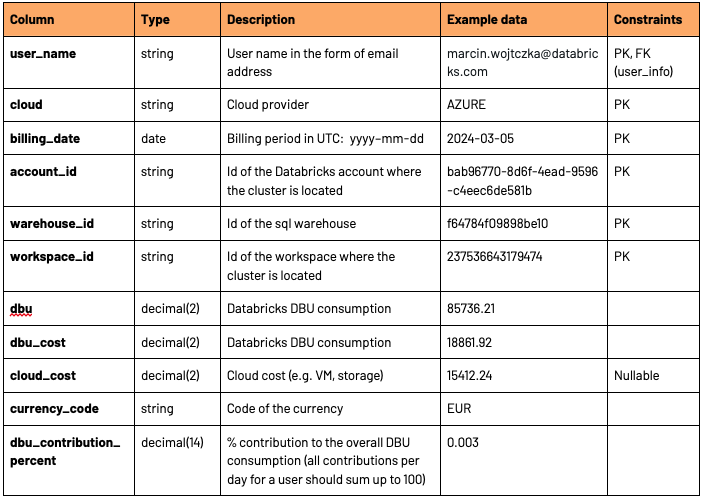 Column Type Description Example data Constraints
user_name string User name in the form of email marcin.wojtczka@databric PK, FK
address ks.com (user_info)
cloud string Cloud provider AZURE PK
billing_date date Billing period in UTC: yyyy-mm-dd 2024-03-05 PK
account_id string Id of the Databricks account where bab96770-8d6f-4ead-9596 PK
the cluster is located -c4eec6de581b
warehouse_id string Id of the sql warehouse f64784f09898be10 PK
workspace_id string Id of the workspace where the 237536643179474 PK
cluster is located
dbu decimal(2) Databricks DBU consumption 85736.21
dbu_cost decimal(2) Databricks DBU consumption 18861.92
cloud_cost decimal(2) Cloud cost (e.g. VM, storage) 15412.24 Nullable
currency_code string Code of the currency EUR
dbu_contribution_ decimal(14) % contribution to the overall DBU 0.003
percent consumption (all contributions per
day for a user should sum up to 100)